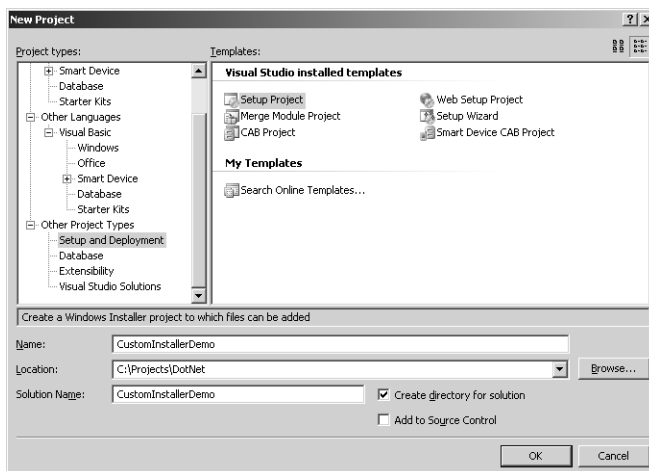 New Project
Project types:
Templates:
Smart Device
Database
Starter Kits
Other Languages
Visual Basic
Windows
Office
Smart Device
Database
Starter Kits
Other Project Types
Setup and Deployment
Database
Extensibility
Visual Studio Solutions
Visual Studio installed templates
Setup Project
Web Setup Project
Merge Module Project
Setup Wizard
CAB Project
Smart Device CAB Project
My Templates
Search Online Templates...
Create a Windows Installer project to which files can be added
Name:
CustomInstallerDemo
Location:
C:\Projects\DotNet
Browse...
Solution Name:
CustomInstallerDemo
Create directory for solution
Add to Source Control
OK
Cancel